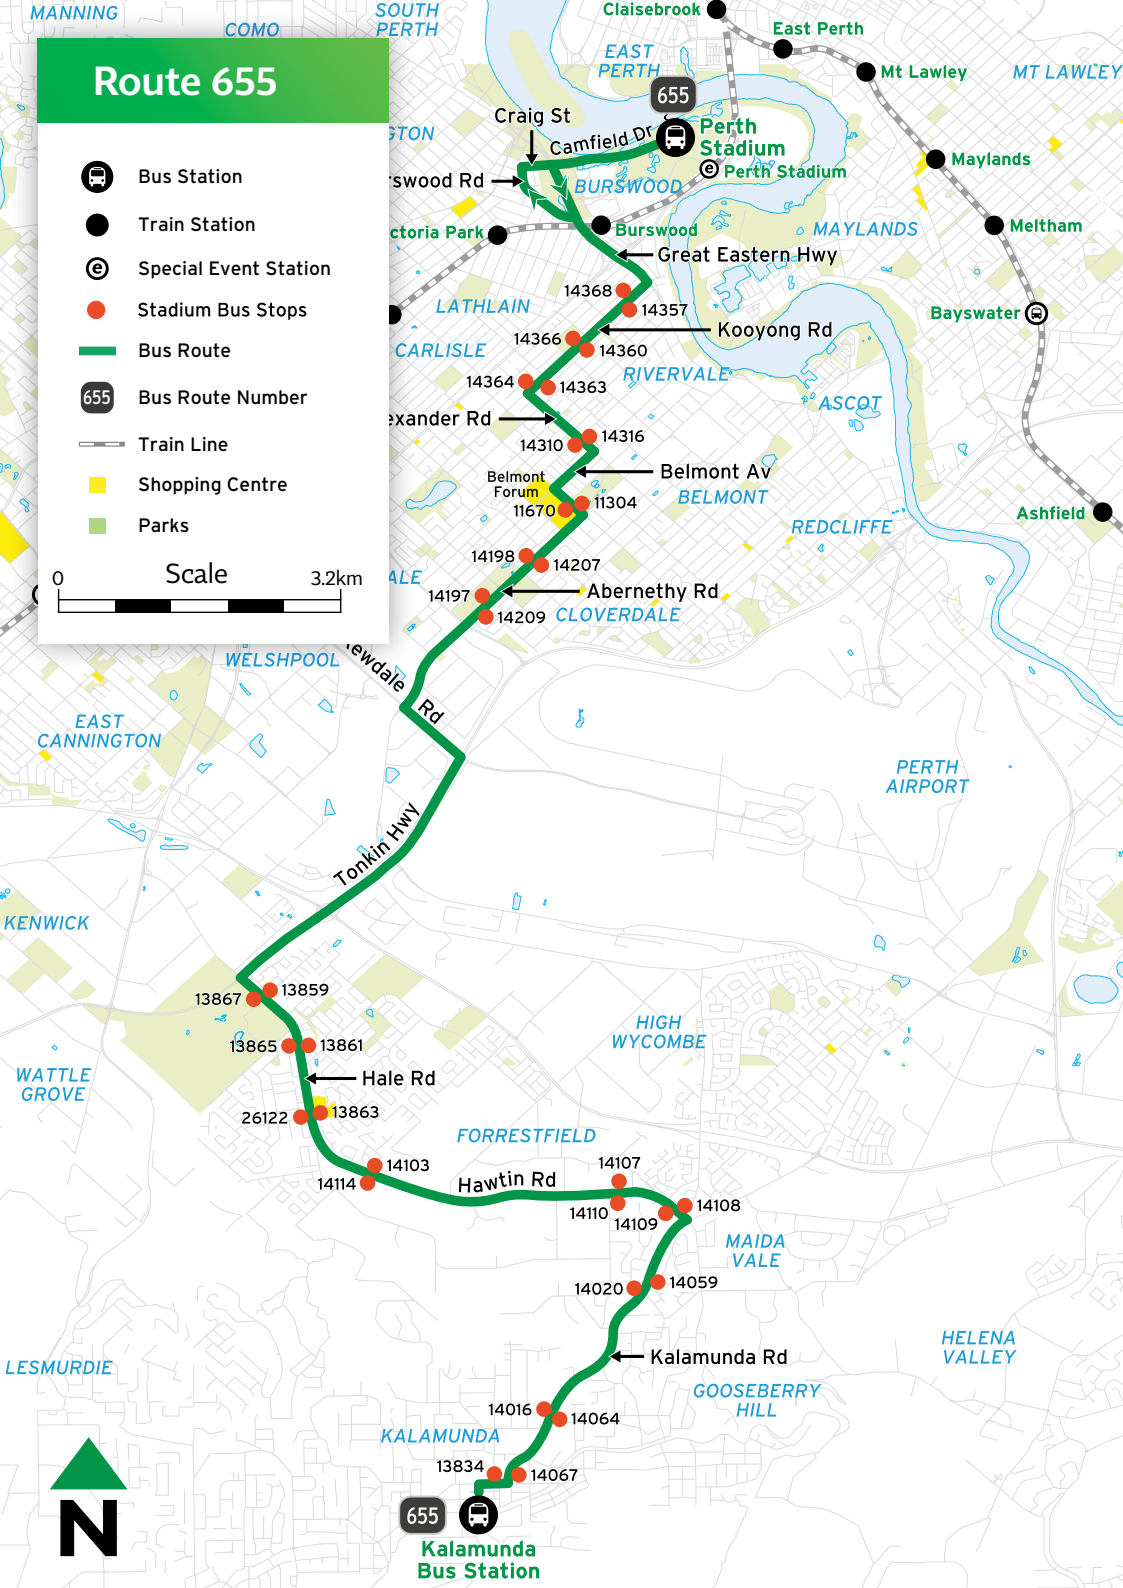 MANNING
COMO
SOUTH
PERTH
Claisebrook
East Perth
EAST
PERTH
Mt Lawley
MT LAWLEY
Route 655
655
Craig St
Camfield Dr
Perth
Stadium
Perth Stadium
Maylands
BURSWOOD
Burswood
Meltham
MAYLANDS
Great Eastern Hwy
Bus Station
Train Station
Special Event Station
Stadium Bus Stops
Bus Route
655
Bus Route Number
Train Line
Shopping Centre
Parks
Scale
0
3.2km
14368
14357
LATHLAIN
Bayswater
Kooyong Rd
14366
14360
CARLISLE
RIVERVALE
14364
14363
ASCOT
14316
14310
Belmont Av
Belmont
Forum
BELMONT
11304
11670
Ashfield
REDCLIFFE
14198
14207
Abernethy Rd
14197
14209
CLOVERDALE
WELSHPOOL
Rd
EAST
CANNINGTON
PERTH
AIRPORT
Tonkin Hwy
KENWICK
13859
13867
HIGH
WYCOMBE
13865
13861
WATTLE
GROVE
Hale Rd
26122
13863
FORRESTFIELD
14103
14114
Hawtin Rd
14107
14110
14109
14108
MAIDA
VALE
14020
14059
HELENA
VALLEY
Kalamunda Rd
LESMURDIE
GOOSEBERRY
HILL
14016
14064
KALAMUNDA
13834
14067
N
655
Kalamunda
Bus Station